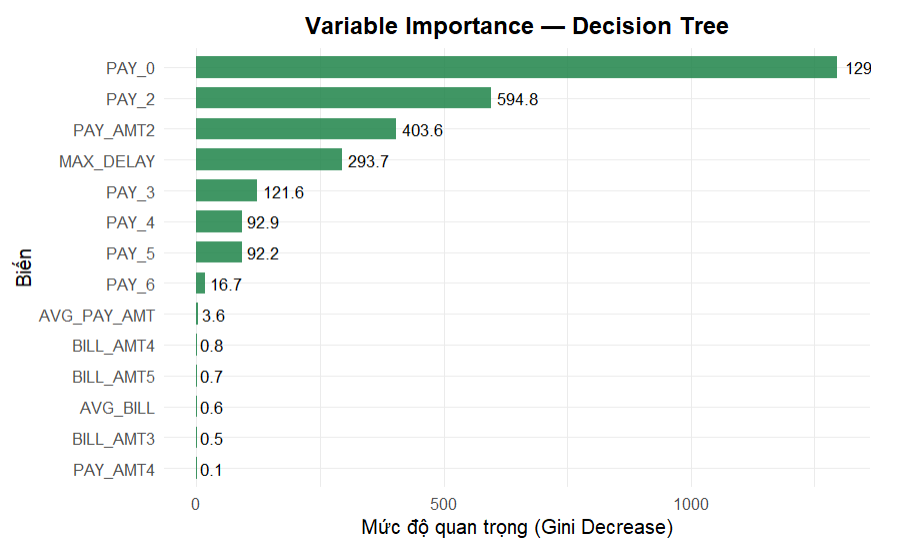 Variable Importance — Decision Tree
PAY_0 129
PAY_2 594.8
PAY_AMT2 403.6
MAX_DELAY 293.7
PAY_3 121.6
PAY_4 92.9
PAY_5 92.2
PAY_6 16.7
AVG_PAY_AMT 3.6
BILL_AMT4 0.8
BILL_AMT5 0.7
AVG_BILL 0.6
BILL_AMT3 0.5
PAY_AMT4 0.1
Biến
0 500 1000
Mức độ quan trọng (Gini Decrease)